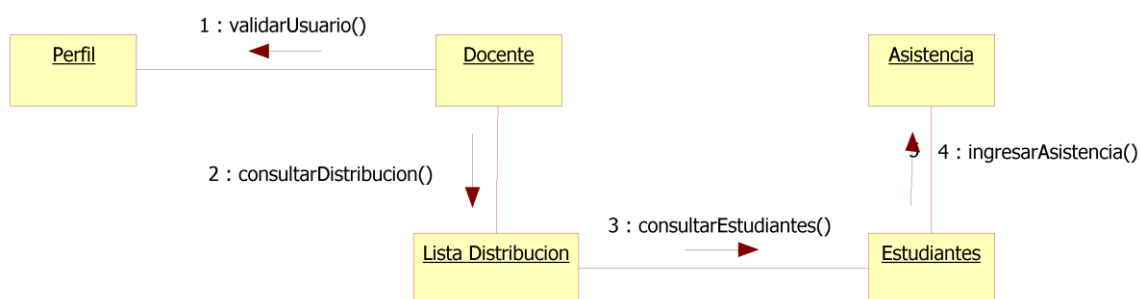 1 : validarUsuario()
Perfil
Docente
Asistencia
2 : consultarDistribucion()
4 : ingresarAsistencia()
3 : consultarEstudiantes()
Lista Distribucion
Estudiantes